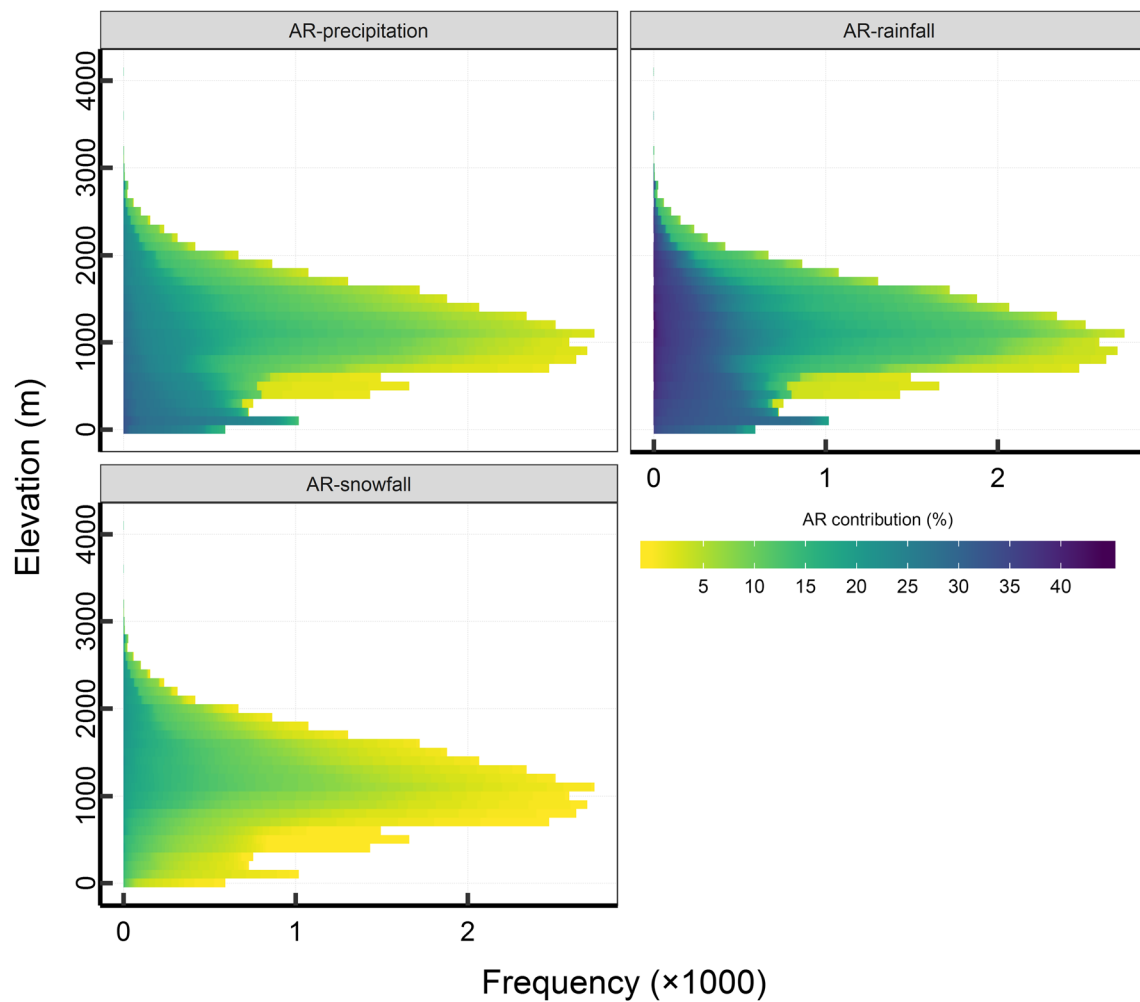 AR-precipitation
AR-rainfall
4000
3000
2000
1000
0
0 1 2
AR-snowfall
AR contribution (%)
5 10 15 20 25 30 35 40
4000
3000
2000
1000
0
0 1 2
Elevation (m)
Frequency (×1000)